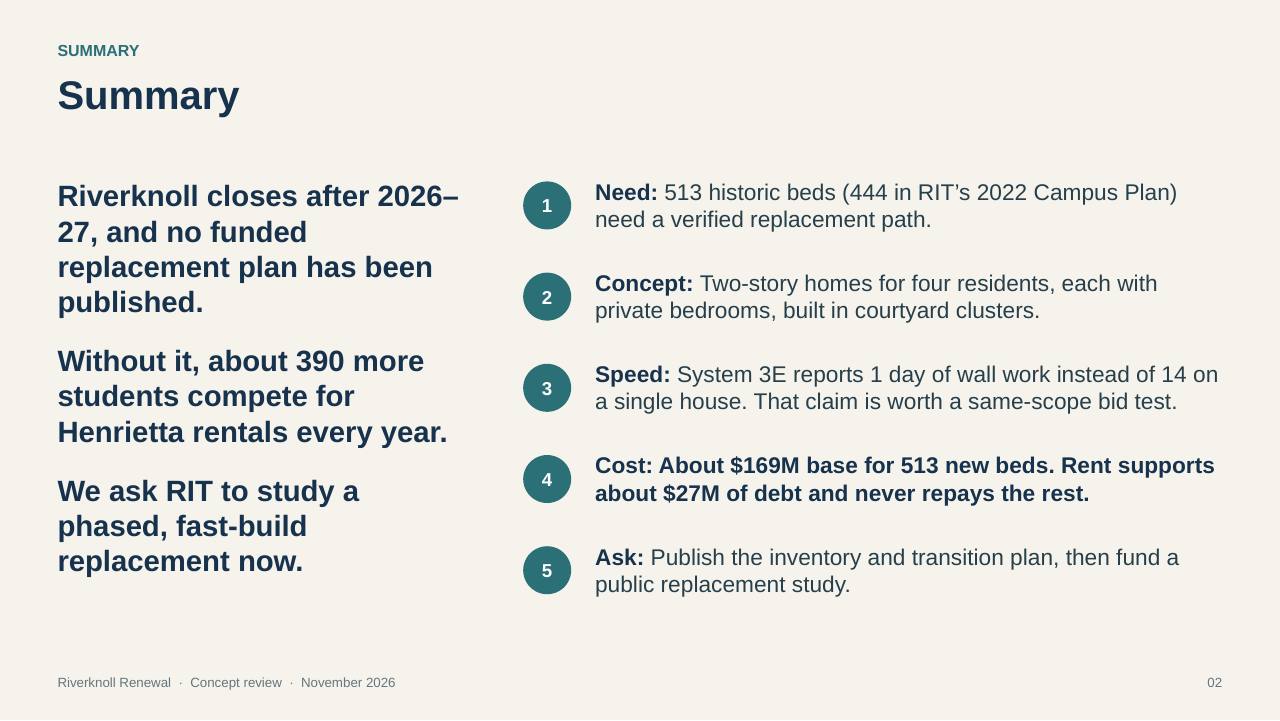 SUMMARY
Summary
Riverknoll closes after 2026–
27, and no funded
replacement plan has been
published.
Without it, about 390 more
students compete for
Henrietta rentals every year.
We ask RIT to study a
phased, fast-build
replacement now.
1
Need: 513 historic beds (444 in RIT’s 2022 Campus Plan)
need a verified replacement path.
2
Concept: Two-story homes for four residents, each with
private bedrooms, built in courtyard clusters.
3
Speed: System 3E reports 1 day of wall work instead of 14 on
a single house. That claim is worth a same-scope bid test.
4
Cost: About $169M base for 513 new beds. Rent supports
about $27M of debt and never repays the rest.
5
Ask: Publish the inventory and transition plan, then fund a
public replacement study.
Riverknoll Renewal · Concept review · November 2026
02